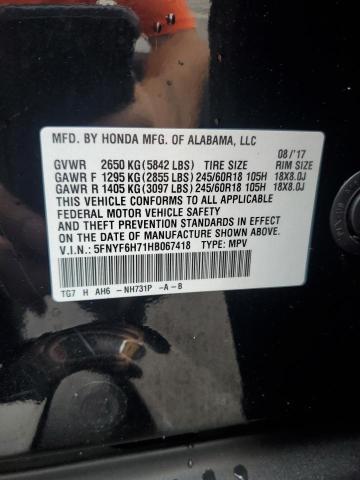 MFD. BY HONDA MFG. OF ALABAMA, LLC
08/'17
GVWR 2650 KG(5842 LBS) TIRE SIZE RIM SIZE
GAWR F 1295 KG(2855 LBS) 245/60R18 105H 18X8.0J
GAWR R 1405 KG(3097 LBS) 245/60R18 105H 18X8.0J
THIS VEHICLE CONFORMS TO ALL APPLICABLE
FEDERAL MOTOR VEHICLE SAFETY
AND THEFT PREVENTION STANDARDS IN EFFECT
ON THE DATE OF MANUFACTURE SHOWN ABOVE.
V.I.N.: 5FNYF6H71HB067418 TYPE: MPV
TG7 H AH6 -NH731P -A-B